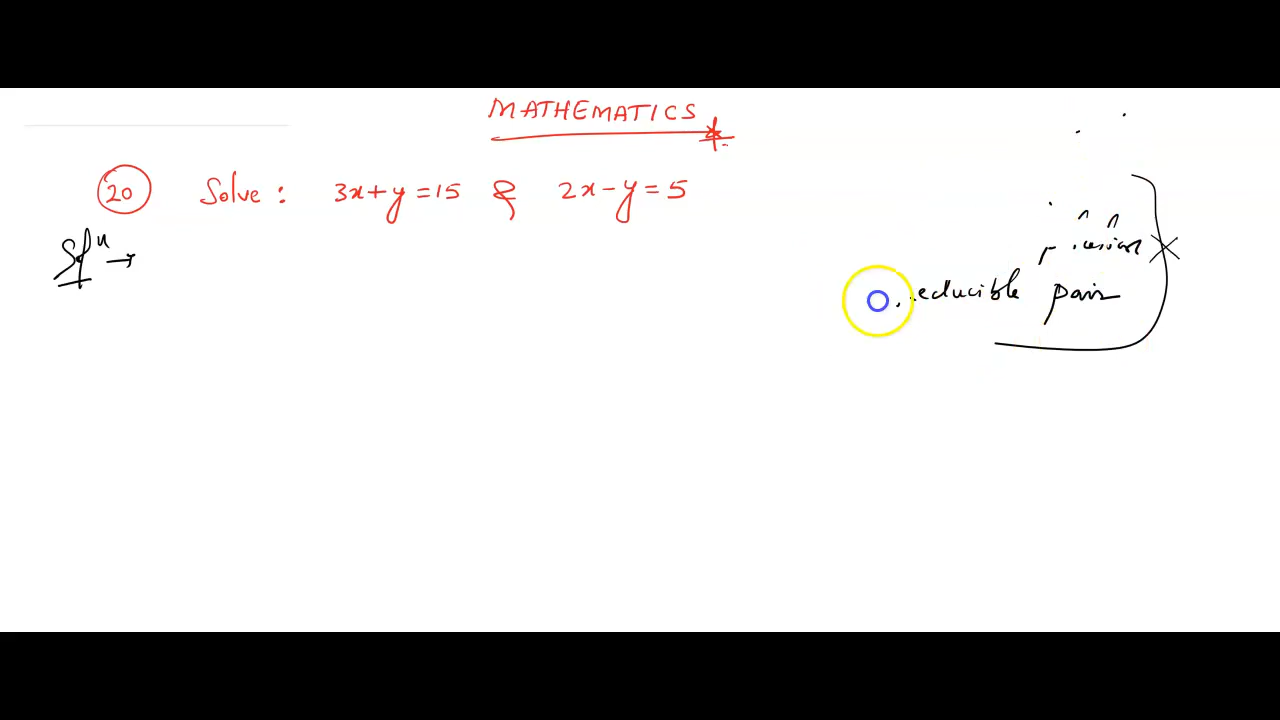 MATHEMATICS
20 Solve : 3x+y=15 & 2x-y=5
Solⁿ →
educible pair